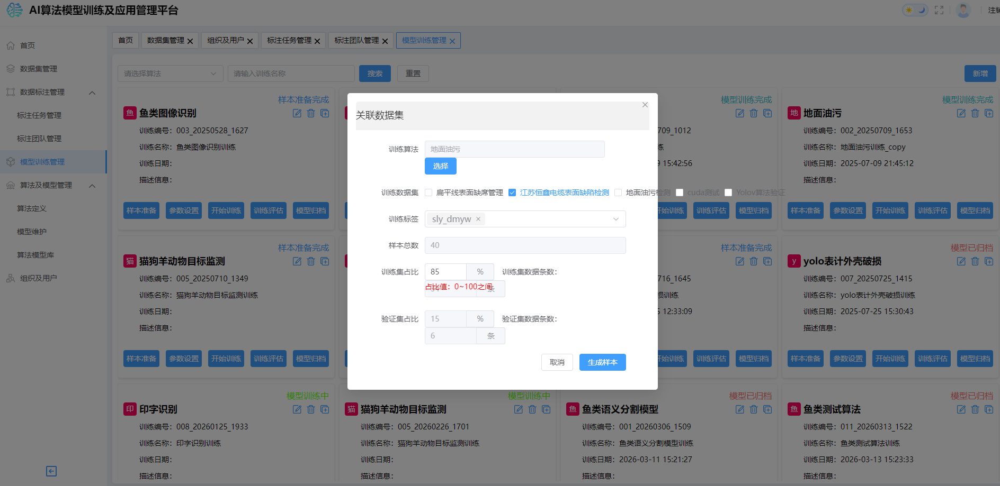 AI算法模型训练及应用管理平台
注销
首页
数据集管理
数据标注管理
标注任务管理
标注团队管理
模型训练管理
算法及模型管理
算法定义
模型维护
算法模型库
组织及用户
首页 数据集管理 组织及用户 标注任务管理 标注团队管理 模型训练管理
请选择算法 请输入训练名称 搜索 重置 新增
样本准备完成
鱼 鱼类图像识别
训练编号：003_20250528_1627
训练名称：鱼类图像识别训练
训练日期：
描述信息：
样本准备 参数设置 开始训练 训练评估 模型归档
模型训练完成
709_1012
练
9 15:42:56
开始训练 训练评估 模型归档
模型训练完成
地 地面油污
训练编号：002_20250709_1653
训练名称：地面油污训练_copy
训练日期：2025-07-09 21:45:12
描述信息：
样本准备 参数设置 开始训练 训练评估 模型归档
关联数据集
训练算法 地面油污
选择
训练数据集 扁平线表面缺席管理 江苏恒鑫电缆表面缺陷检测 地面油污检测 cuda测试 Yolov算法验证
训练标签 sly_dmyw
样本总数 40
训练集占比 85 % 训练集数据条数：
占比值：0~100之间
条
验证集占比 15 % 验证集数据条数：
6 条
取消 生成样本
样本准备完成
猫 猫狗羊动物目标监测
训练编号：005_20250710_1349
训练名称：猫狗羊动物目标监测训练
训练日期：
描述信息：
样本准备 参数设置 开始训练 训练评估 模型归档
样本准备完成
716_1645
损训练
5 12:33:09
开始训练 训练评估 模型归档
模型已归档
y yolo表计外壳破损
训练编号：007_20250725_1415
训练名称：yolo表计外壳破损训练
训练日期：2025-07-25 15:30:43
描述信息：
样本准备 参数设置 开始训练 训练评估 模型归档
模型训练中
印 印字识别
训练编号：008_20260125_1933
训练名称：印字识别训练
训练日期：
描述信息：
模型训练中
猫 猫狗羊动物目标监测
训练编号：005_20260226_1701
训练名称：猫狗羊动物目标监测训练
训练日期：
描述信息：
模型已归档
鱼 鱼类语义分割模型
训练编号：001_20260306_1509
训练名称：鱼类语义分割模型训练
训练日期：2026-03-11 15:21:27
描述信息：
模型已归档
鱼 鱼类测试算法
训练编号：011_20260313_1522
训练名称：鱼类测试算法训练
训练日期：2026-03-13 15:23:33
描述信息：